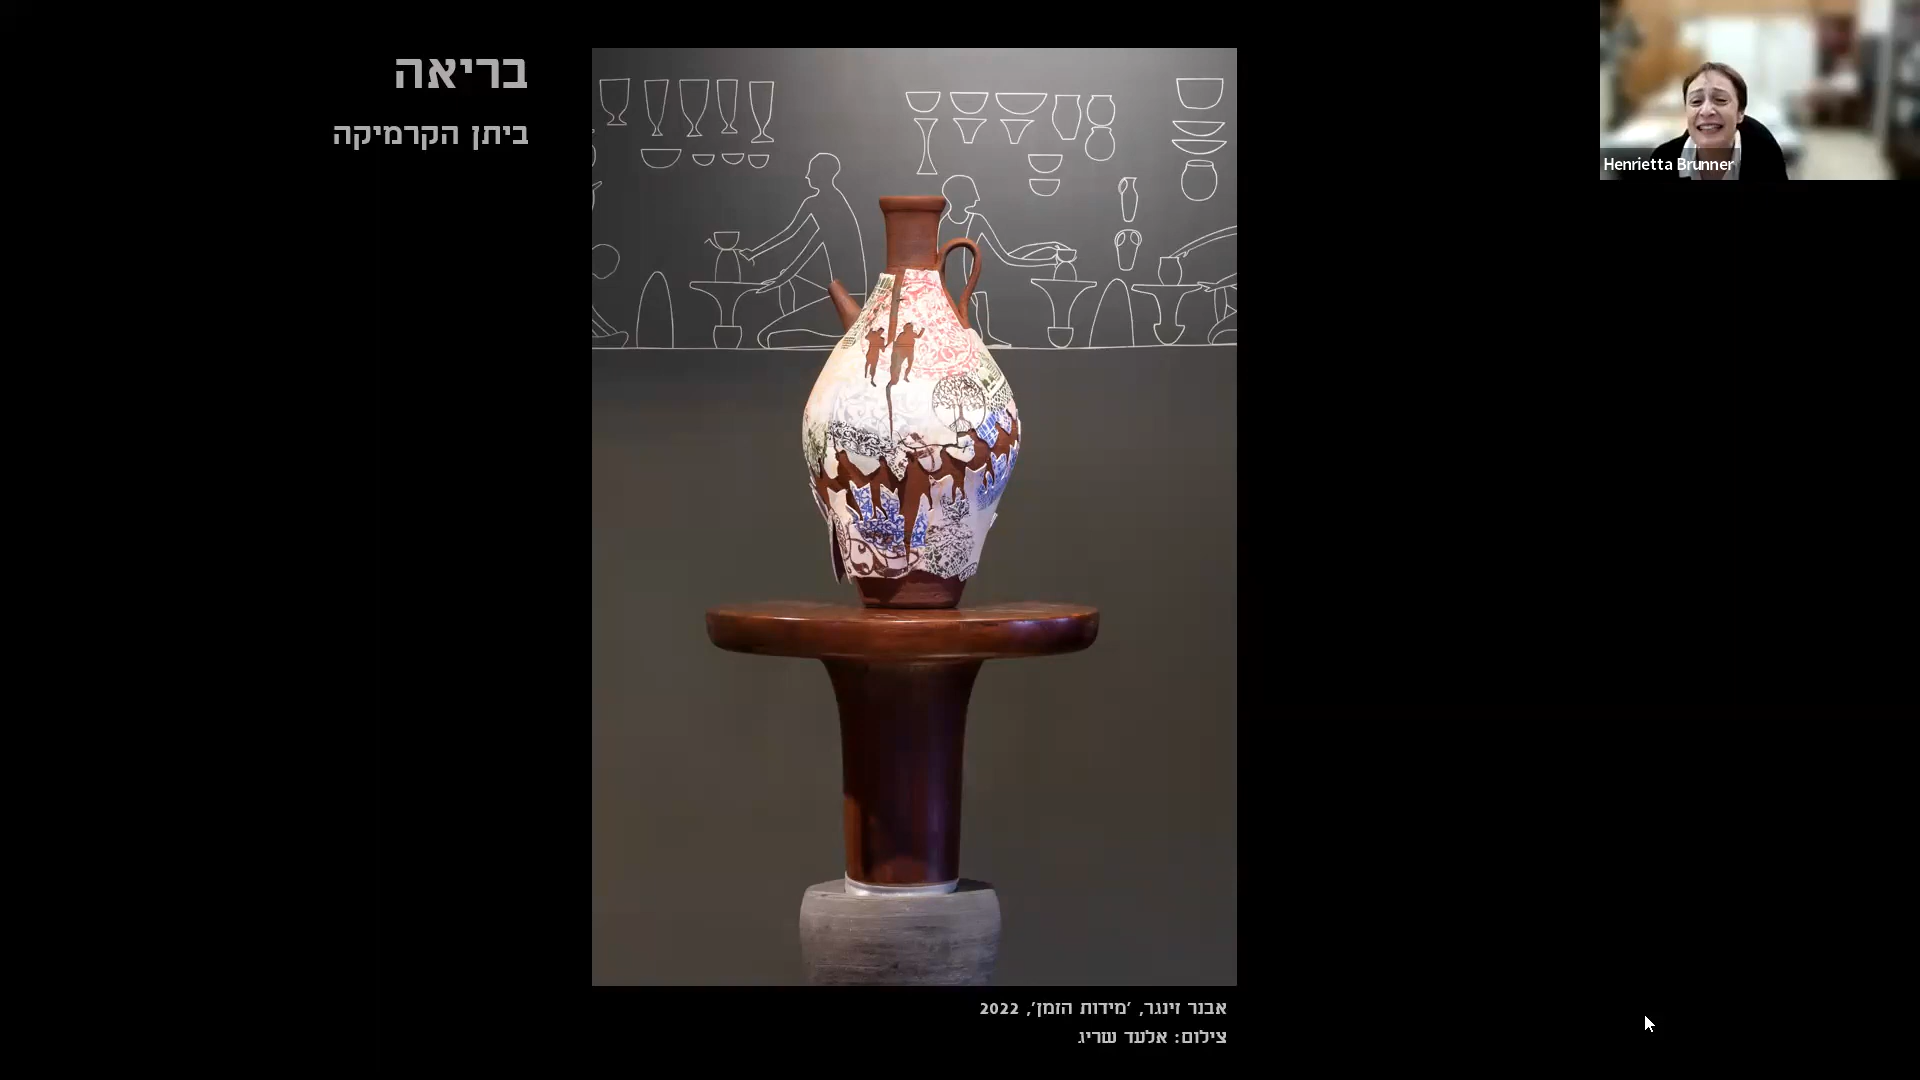 בריאה
ביתן הקרמיקה
Henrietta Brunner
אבנר זינגר, 'מידות הזמן', 2022
צילום: אלעד שריג